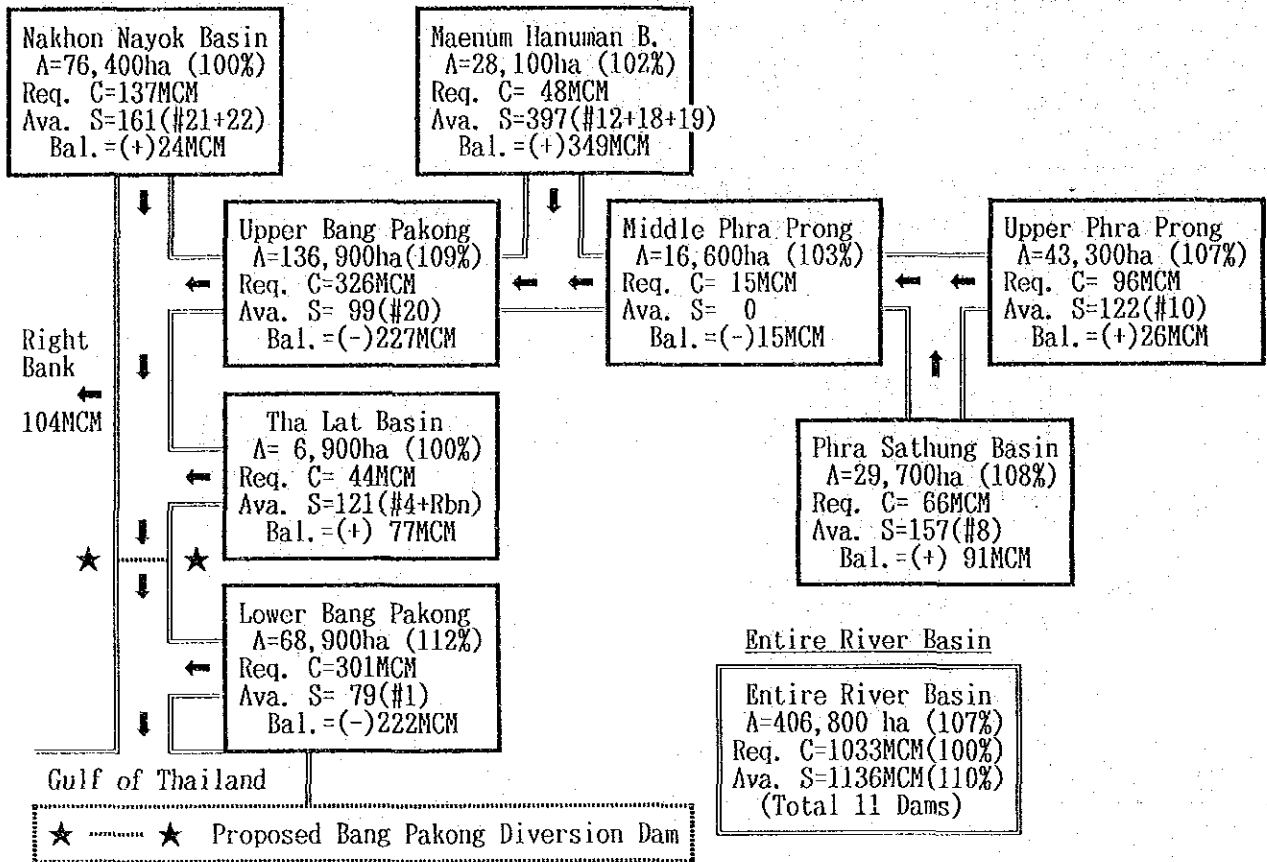 Nakhon Nayok Basin
A=76,400ha (100%)
Req. C=137MCM
Ava. S=161(#21+22)
Bal.=(+)24MCM
Maenum Hanuman B.
A=28,100ha (102%)
Req. C= 48MCM
Ava. S=397(#12+18+19)
Bal.=(+)349MCM
Upper Bang Pakong
A=136,900ha(109%)
Req. C=326MCM
Ava. S= 99(#20)
Bal.=(-)227MCM
Middle Phra Prong
A=16,600ha (103%)
Req. C= 15MCM
Ava. S= 0
Bal.=(-)15MCM
Upper Phra Prong
A=43,300ha (107%)
Req. C= 96MCM
Ava. S=122(#10)
Bal.=(+)26MCM
Right
Bank
104MCM
Tha Lat Basin
A= 6,900ha (100%)
Req. C= 44MCM
Ava. S=121(#4+Rbn)
Bal.=(+) 77MCM
Phra Sathung Basin
A=29,700ha (108%)
Req. C= 66MCM
Ava. S=157(#8)
Bal.=(+) 91MCM
Lower Bang Pakong
A=68,900ha (112%)
Req. C=301MCM
Ava. S= 79(#1)
Bal.=(-)222MCM
Entire River Basin
Entire River Basin
A=406,800 ha (107%)
Req. C=1033MCM(100%)
Ava. S=1136MCM(110%)
(Total 11 Dams)
Gulf of Thailand
★ ┈┈ ★ Proposed Bang Pakong Diversion Dam